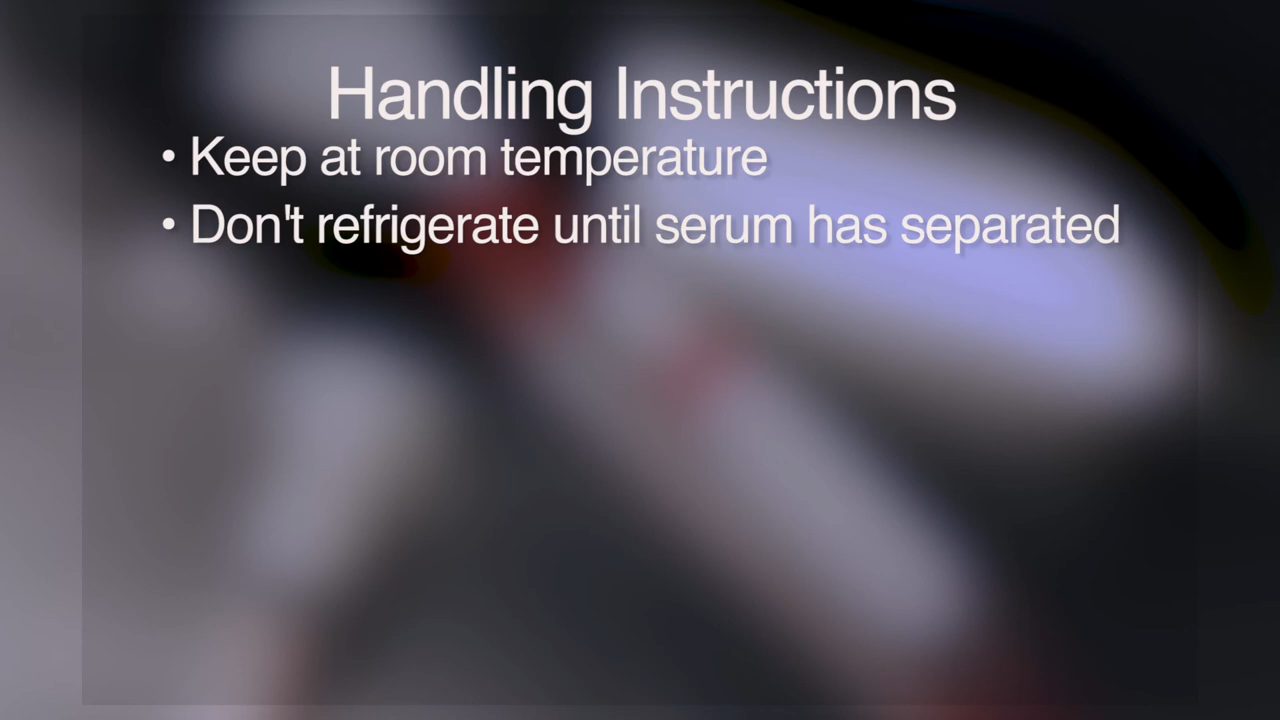 Handling Instructions
• Keep at room temperature
• Don't refrigerate until serum has separated